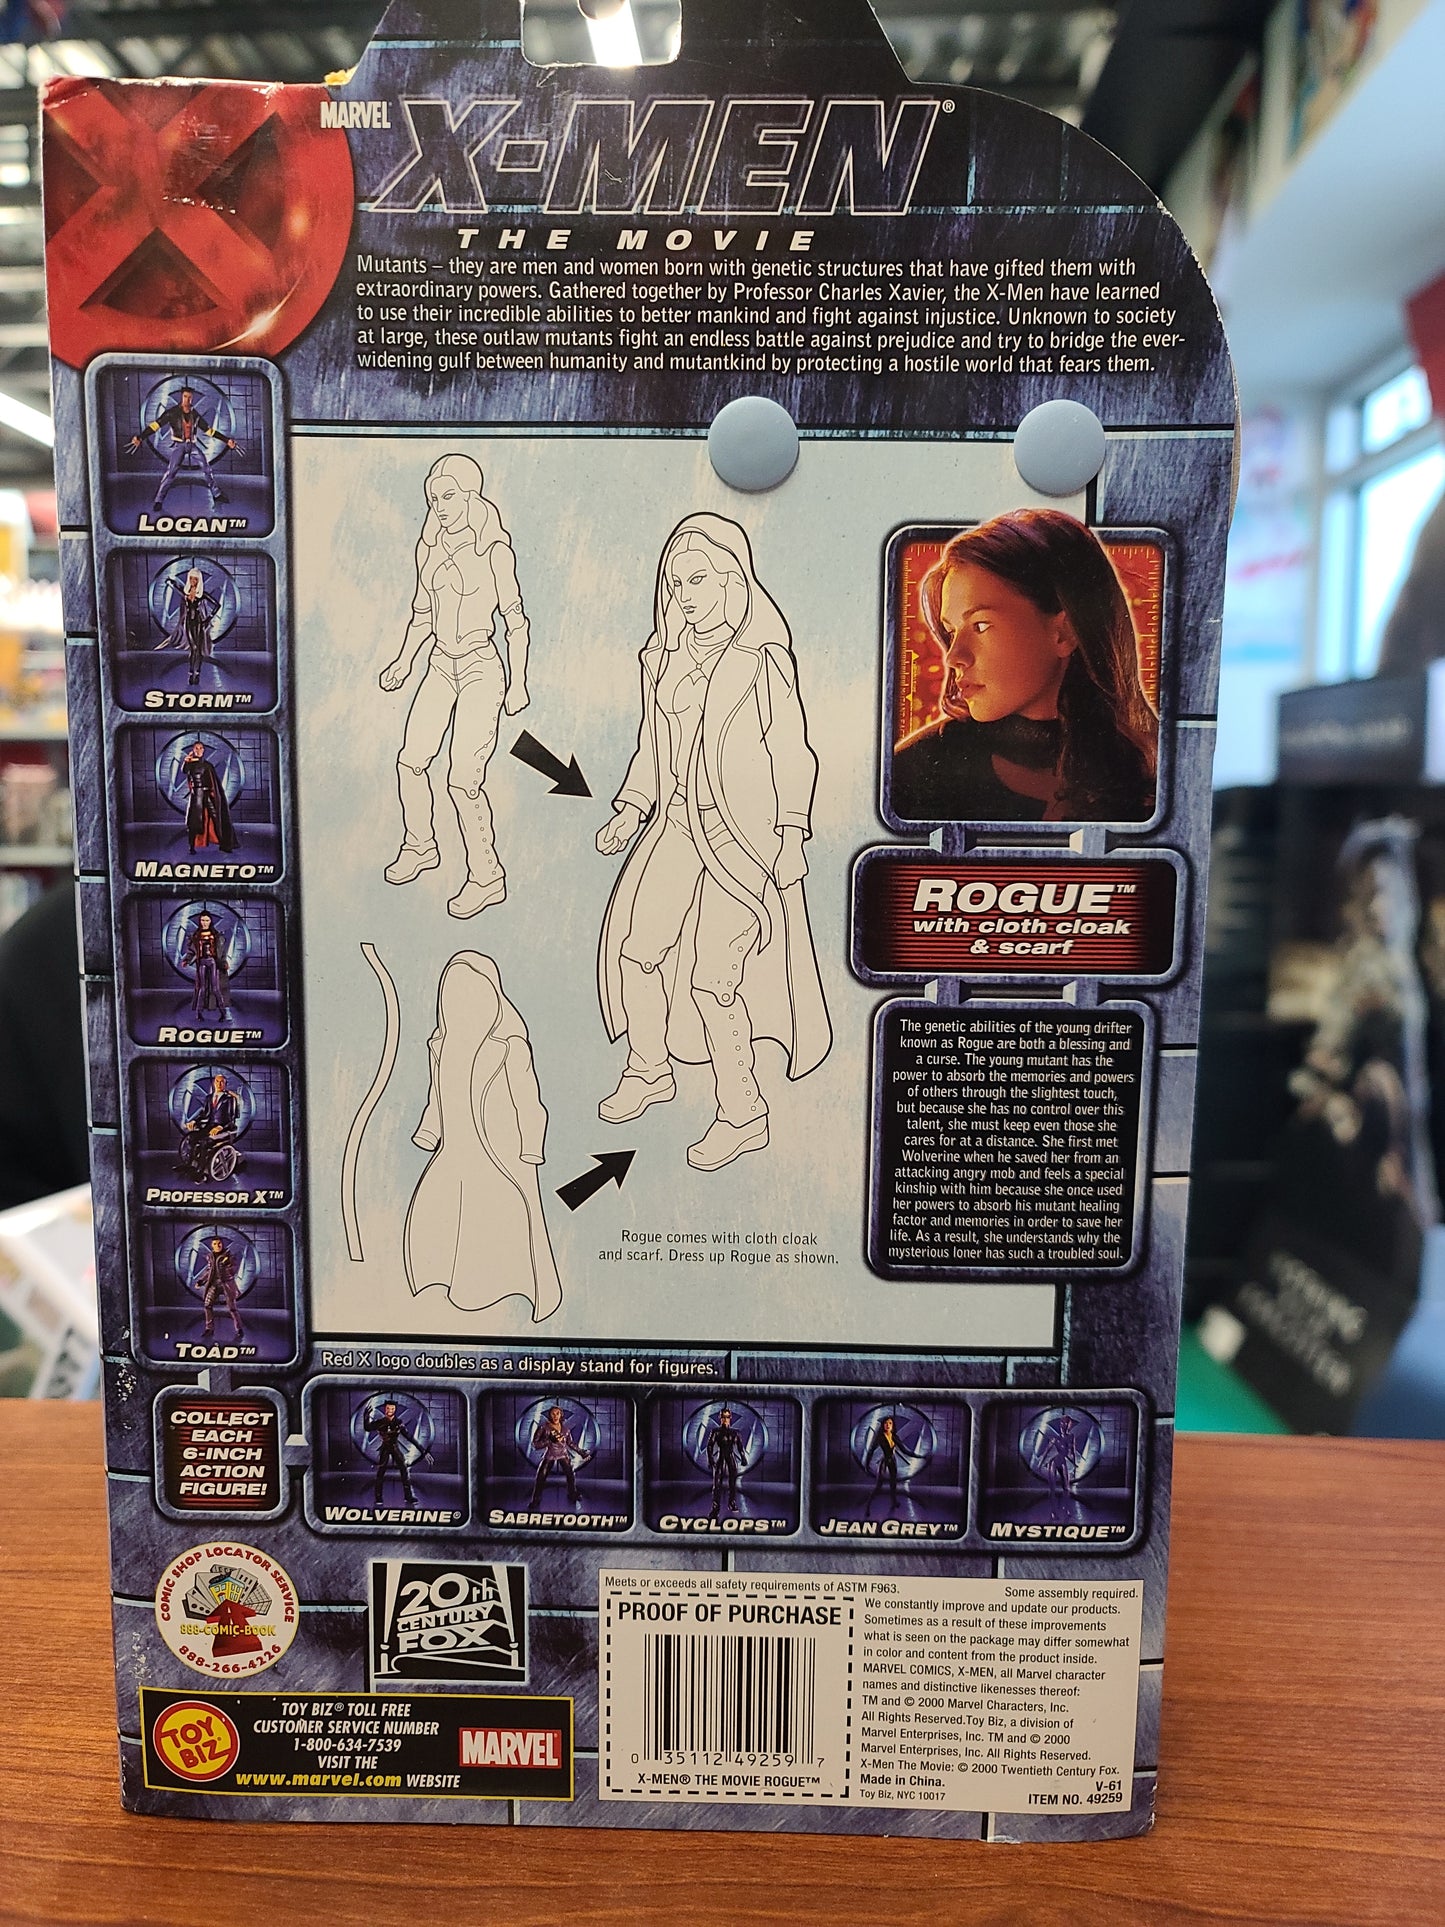 MARVEL
X-MEN®
THE MOVIE
Mutants – they are men and women born with genetic structures that have gifted them with
extraordinary powers. Gathered together by Professor Charles Xavier, the X-Men have learned
to use their incredible abilities to better mankind and fight against injustice. Unknown to society
at large, these outlaw mutants fight an endless battle against prejudice and try to bridge the ever-
widening gulf between humanity and mutantkind by protecting a hostile world that fears them.
LOGAN™
STORM™
MAGNETO™
ROGUE™
PROFESSOR X™
TOAD™
ROGUE™
with cloth cloak
& scarf
The genetic abilities of the young drifter
known as Rogue are both a blessing and
a curse. The young mutant has the
power to absorb the memories and powers
of others through the slightest touch,
but because she has no control over this
talent, she must keep even those she
cares for at a distance. She first met
Wolverine when he saved her from an
attacking angry mob and feels a special
kinship with him because she once used
her powers to absorb his mutant healing
factor and memories in order to save her
life. As a result, she understands why the
mysterious loner has such a troubled soul.
Rogue comes with cloth cloak
and scarf. Dress up Rogue as shown.
Red X logo doubles as a display stand for figures.
COLLECT
EACH
6-INCH
ACTION
FIGURE!
WOLVERINE®
SABRETOOTH™
CYCLOPS™
JEAN GREY™
MYSTIQUE™
COMIC SHOP LOCATOR SERVICE
888-COMIC-BOOK
888-266-4226
20th
CENTURY
FOX
TOY BIZ
TOY BIZ® TOLL FREE
CUSTOMER SERVICE NUMBER
1-800-634-7539
VISIT THE
www.marvel.com WEBSITE
MARVEL
Meets or exceeds all safety requirements of ASTM F963.
Some assembly required.
PROOF OF PURCHASE
0 35112 49259 7
X-MEN® THE MOVIE ROGUE™
We constantly improve and update our products.
Sometimes as a result of these improvements
what is seen on the package may differ somewhat
in color and content from the product inside.
MARVEL COMICS, X-MEN, all Marvel character
names and distinctive likenesses thereof:
TM and © 2000 Marvel Characters, Inc.
All Rights Reserved.Toy Biz, a division of
Marvel Enterprises, Inc. TM and © 2000
Marvel Enterprises, Inc. All Rights Reserved.
X-Men The Movie: © 2000 Twentieth Century Fox.
Made in China.
Toy Biz, NYC 10017
V-61
ITEM NO. 49259